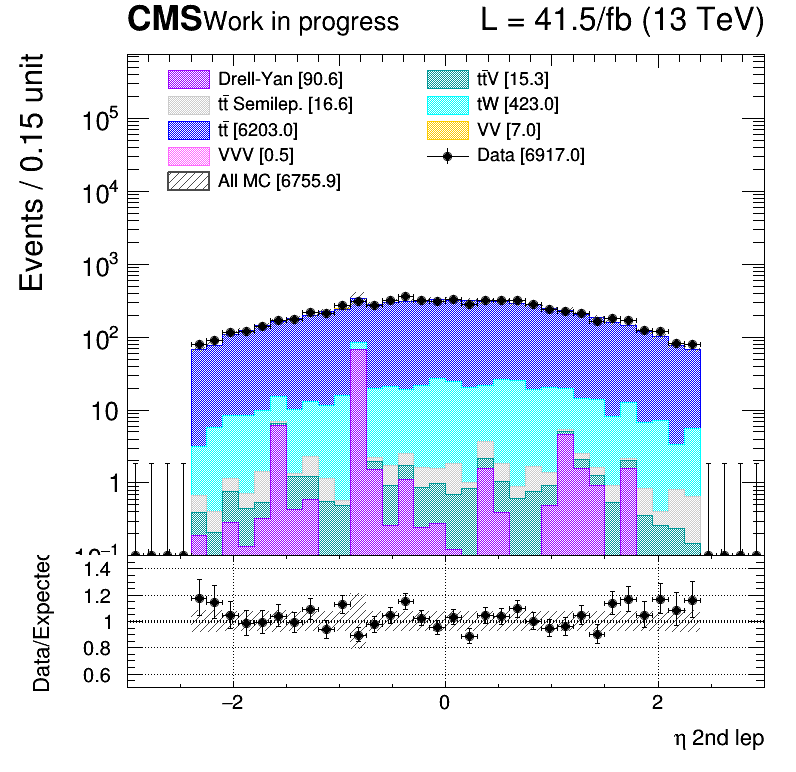 CMS Work in progress L = 41.5/fb (13 TeV)
Events / 0.15 unit
Drell-Yan [90.6] tt̄V [15.3]
tt̄ Semilep. [16.6] tW [423.0]
tt̄ [6203.0] VV [7.0]
VVV [0.5] Data [6917.0]
All MC [6755.9]
10⁵
10⁴
10³
10²
10
1
10⁻¹
Data/Expected
1.4
1.2
1
0.8
0.6
−2 0 2
η 2nd lep